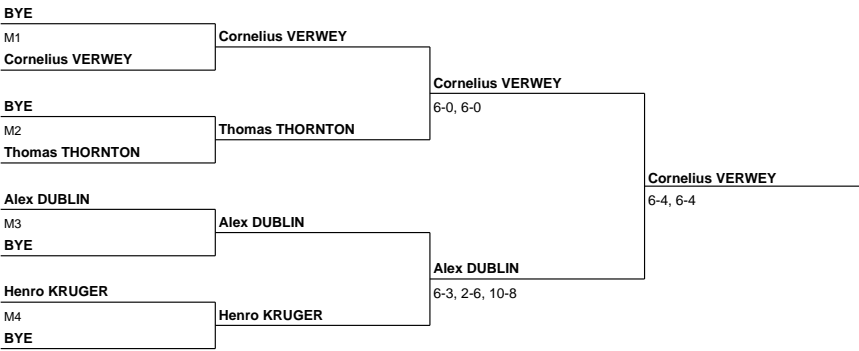 BYE
M1
Cornelius VERWEY
Cornelius VERWEY
BYE
M2
Thomas THORNTON
Thomas THORNTON
Cornelius VERWEY
6-0, 6-0
Alex DUBLIN
M3
BYE
Alex DUBLIN
Henro KRUGER
M4
BYE
Henro KRUGER
Alex DUBLIN
6-3, 2-6, 10-8
Cornelius VERWEY
6-4, 6-4